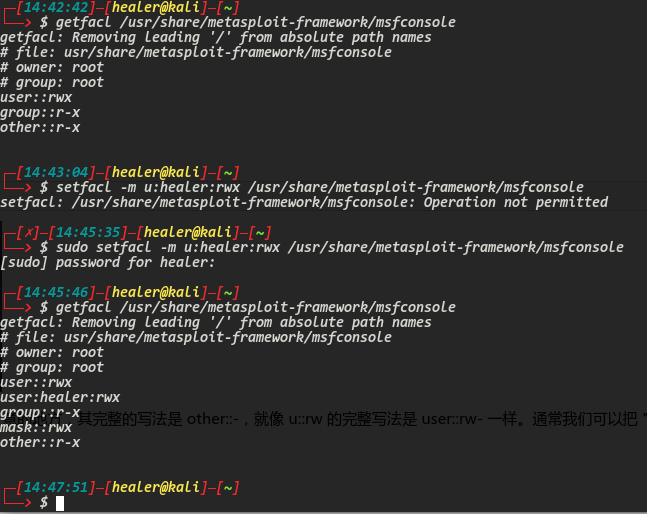 ┌─[14:42:42]─[healer@kali]─[~]
└──> $ getfacl /usr/share/metasploit-framework/msfconsole
getfacl: Removing leading '/' from absolute path names
# file: usr/share/metasploit-framework/msfconsole
# owner: root
# group: root
user::rwx
group::r-x
other::r-x
┌─[14:43:04]─[healer@kali]─[~]
└──> $ setfacl -m u:healer:rwx /usr/share/metasploit-framework/msfconsole
setfacl: /usr/share/metasploit-framework/msfconsole: Operation not permitted
┌─[✗]─[14:45:35]─[healer@kali]─[~]
└──> $ sudo setfacl -m u:healer:rwx /usr/share/metasploit-framework/msfconsole
[sudo] password for healer:
┌─[14:45:46]─[healer@kali]─[~]
└──> $ getfacl /usr/share/metasploit-framework/msfconsole
getfacl: Removing leading '/' from absolute path names
# file: usr/share/metasploit-framework/msfconsole
# owner: root
# group: root
user::rwx
user:healer:rwx
group::r-x
其完整的写法是 other::-，就像 u::rw 的完整写法是 user::rw- 一样。通常我们可以把 "
mask::rwx
other::r-x
┌─[14:47:51]─[healer@kali]─[~]
└──> $